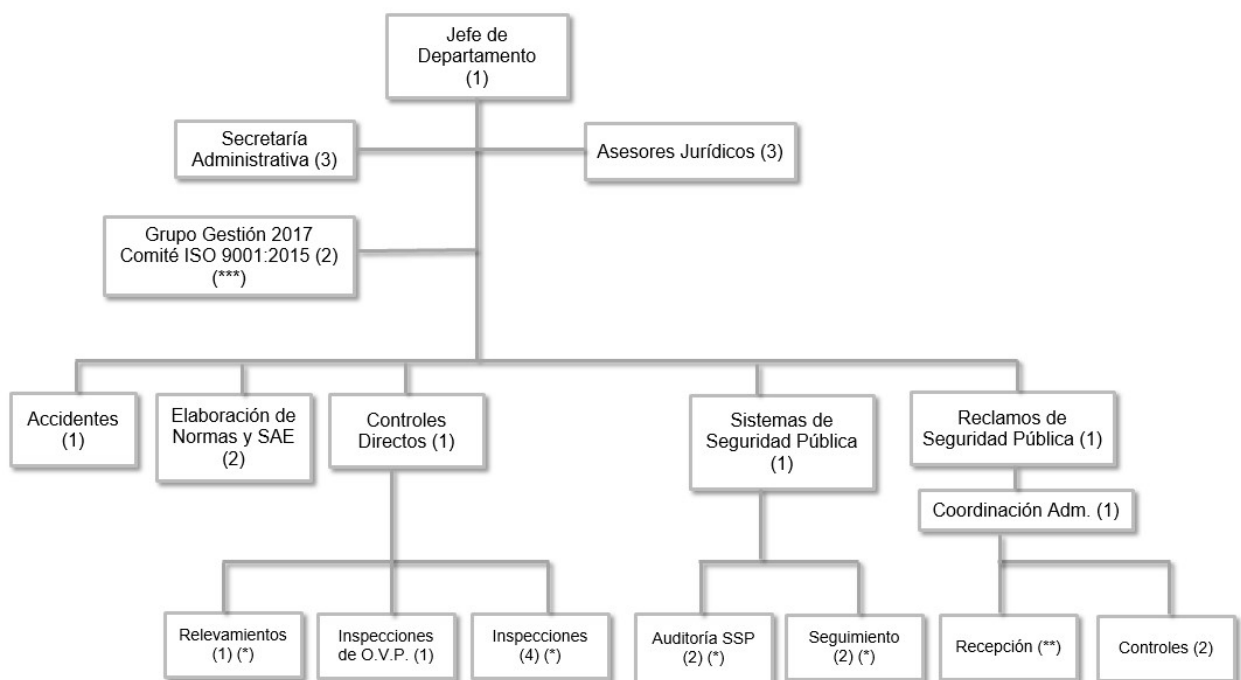 Jefe de
Departamento
(1)
Secretaría
Administrativa (3)
Asesores Jurídicos (3)
Grupo Gestión 2017
Comité ISO 9001:2015 (2)
(***)
Accidentes
(1)
Elaboración de
Normas y SAE
(2)
Controles
Directos (1)
Sistemas de
Seguridad Pública
(1)
Reclamos de
Seguridad Pública (1)
Coordinación Adm. (1)
Relevamientos
(1) (*)
Inspecciones
de O.V.P. (1)
Inspecciones
(4) (*)
Auditoría SSP
(2) (*)
Seguimiento
(2) (*)
Recepción (**)
Controles (2)